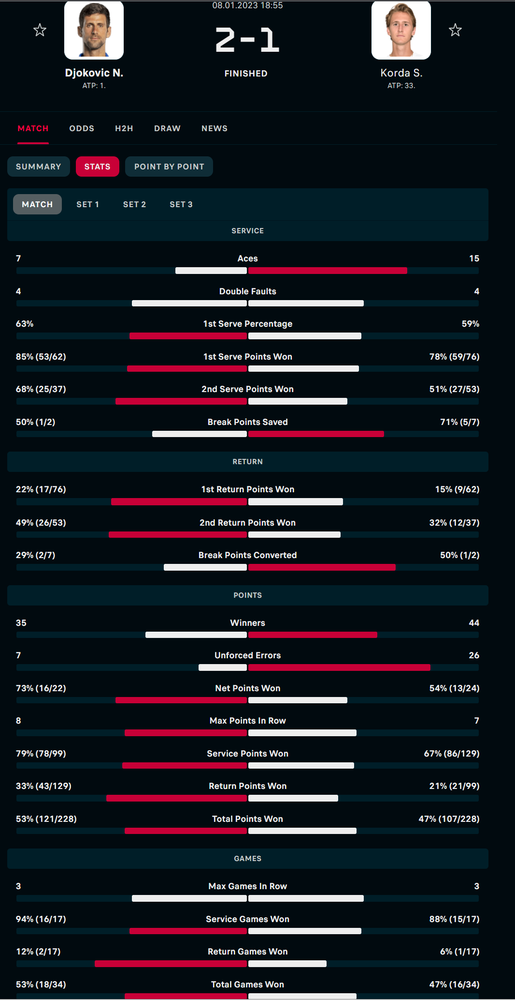 08.01.2023 18:55
2-1
FINISHED
Djokovic N.
ATP: 1.
Korda S.
ATP: 33.
MATCH ODDS H2H DRAW NEWS
SUMMARY STATS POINT BY POINT
MATCH SET 1 SET 2 SET 3
SERVICE
7 Aces 15
4 Double Faults 4
63% 1st Serve Percentage 59%
85% (53/62) 1st Serve Points Won 78% (59/76)
68% (25/37) 2nd Serve Points Won 51% (27/53)
50% (1/2) Break Points Saved 71% (5/7)
RETURN
22% (17/76) 1st Return Points Won 15% (9/62)
49% (26/53) 2nd Return Points Won 32% (12/37)
29% (2/7) Break Points Converted 50% (1/2)
POINTS
35 Winners 44
7 Unforced Errors 26
73% (16/22) Net Points Won 54% (13/24)
8 Max Points In Row 7
79% (78/99) Service Points Won 67% (86/129)
33% (43/129) Return Points Won 21% (21/99)
53% (121/228) Total Points Won 47% (107/228)
GAMES
3 Max Games In Row 3
94% (16/17) Service Games Won 88% (15/17)
12% (2/17) Return Games Won 6% (1/17)
53% (18/34) Total Games Won 47% (16/34)